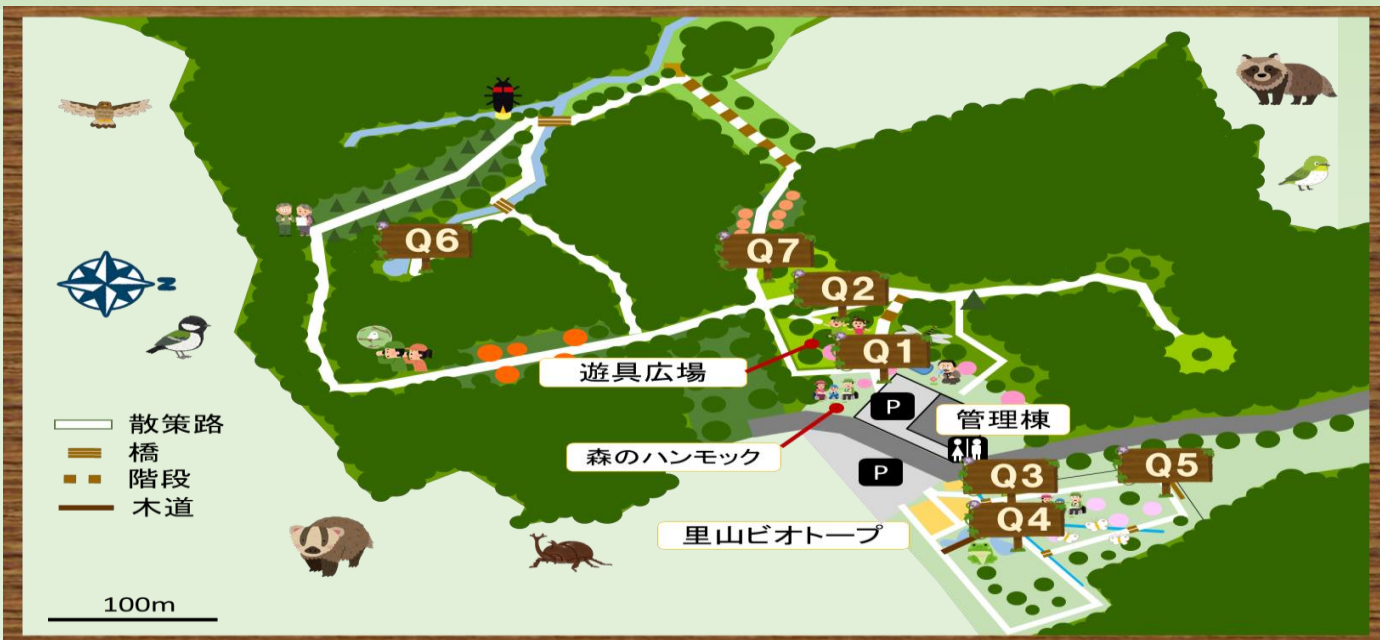 Q6
Q7
Q2
Q1
遊具広場
P
管理棟
森のハンモック
P
Q3
Q5
Q4
里山ビオトープ
N
散策路
橋
階段
木道
100m